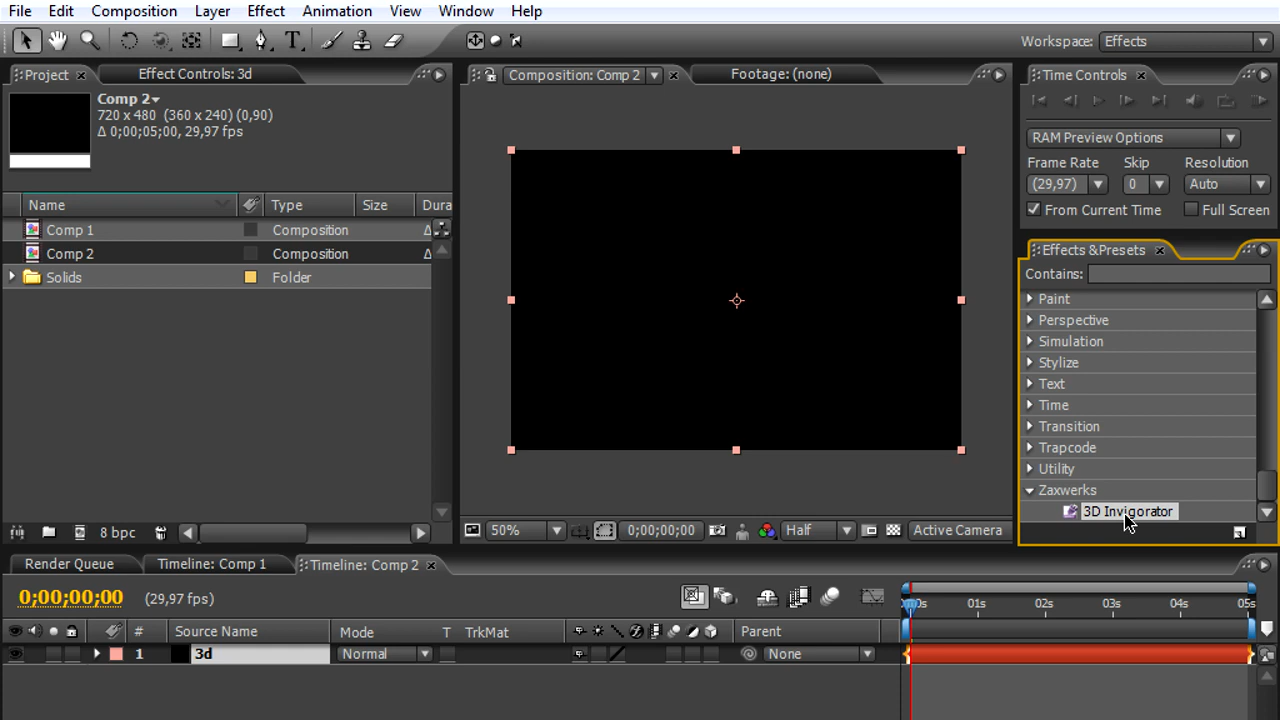 File Edit Composition Layer Effect Animation View Window Help
Workspace: Effects
Project Effect Controls: 3d
Composition: Comp 2 Footage: (none)
Time Controls
Comp 2
720 x 480 (360 x 240) (0,90)
Δ 0;00;05;00, 29,97 fps
RAM Preview Options
Frame Rate Skip Resolution
(29,97) 0 Auto
From Current Time Full Screen
Name Type Size Dura
Comp 1 Composition Δ
Comp 2 Composition Δ
Solids Folder
Effects & Presets
Contains:
Paint
Perspective
Simulation
Stylize
Text
Time
Transition
Trapcode
Utility
Zaxwerks
3D Invigorator
8 bpc
50% 0;00;00;00 Half Active Camera
Render Queue Timeline: Comp 1 Timeline: Comp 2
0;00;00;00 (29,97 fps)
01s 02s 03s 04s 05s
# Source Name Mode T TrkMat Parent
1 3d Normal None